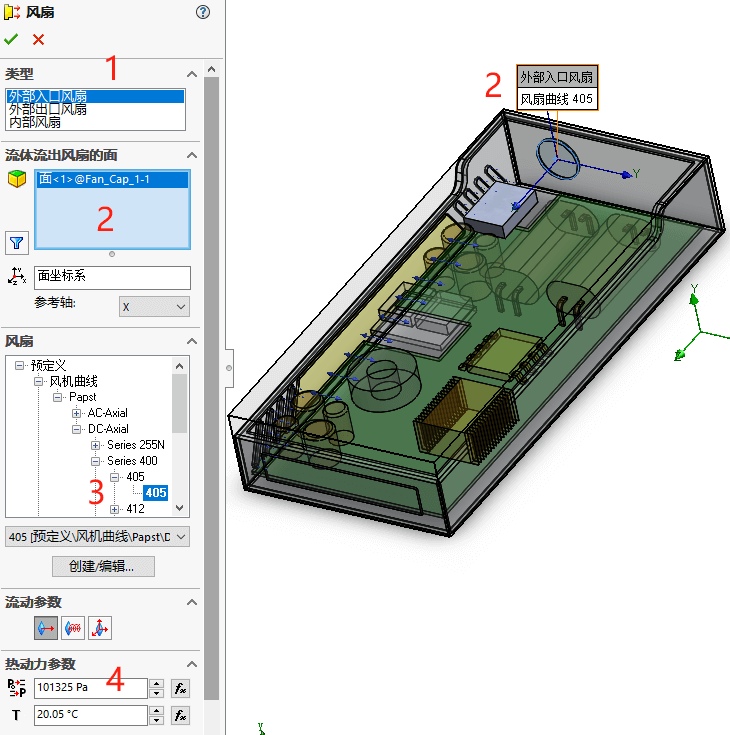 风扇
1
类型
外部入口风扇
外部出口风扇
内部风扇
流体流出风扇的面
面<1>@Fan_Cap_1-1
2
面坐标系
参考轴:
X
风扇
预定义
风机曲线
Papst
AC-Axial
DC-Axial
Series 255N
Series 400
405
3
405
412
405 [预定义\风机曲线\Papst\D
创建/编辑...
流动参数
热动力参数
4
101325 Pa
fx
T
20.05 °C
fx
2
外部入口风扇
风扇曲线 405
Y
Y
Y